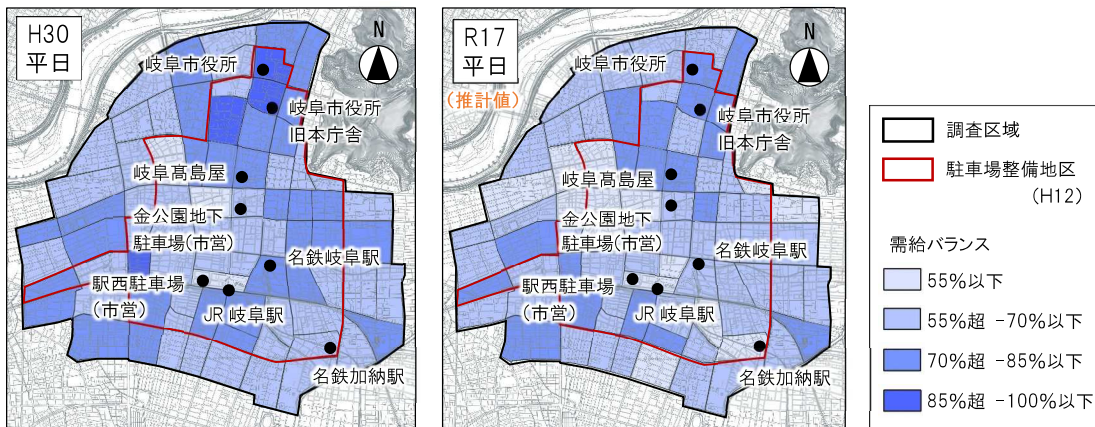 H30
平日
N
岐阜市役所
岐阜市役所
旧本庁舎
岐阜髙島屋
金公園地下
駐車場(市営)
名鉄岐阜駅
駅西駐車場
(市営)
JR岐阜駅
名鉄加納駅
R17
平日
(推計値)
N
岐阜市役所
岐阜市役所
旧本庁舎
岐阜髙島屋
金公園地下
駐車場(市営)
名鉄岐阜駅
駅西駐車場
(市営)
JR岐阜駅
名鉄加納駅
調査区域
駐車場整備地区
(H12)
需給バランス
55%以下
55%超 -70%以下
70%超 -85%以下
85%超 -100%以下